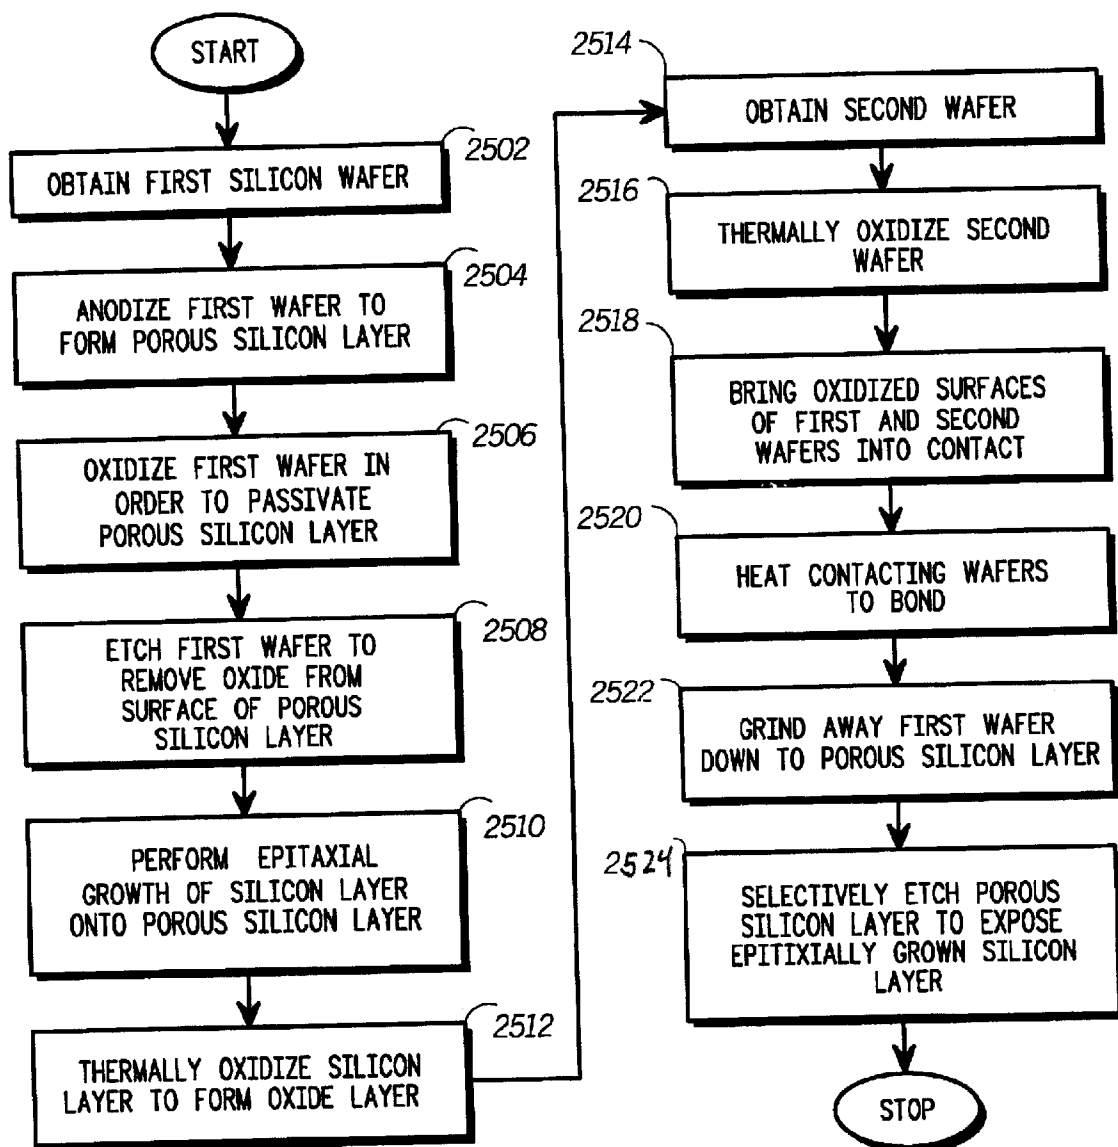 START
2502
OBTAIN FIRST SILICON WAFER
2504
ANODIZE FIRST WAFER TO
FORM POROUS SILICON LAYER
2506
OXIDIZE FIRST WAFER IN
ORDER TO PASSIVATE
POROUS SILICON LAYER
2508
ETCH FIRST WAFER TO
REMOVE OXIDE FROM
SURFACE OF POROUS
SILICON LAYER
2510
PERFORM EPITAXIAL
GROWTH OF SILICON LAYER
ONTO POROUS SILICON LAYER
2512
THERMALLY OXIDIZE SILICON
LAYER TO FORM OXIDE LAYER
2514
OBTAIN SECOND WAFER
2516
THERMALLY OXIDIZE SECOND
WAFER
2518
BRING OXIDIZED SURFACES
OF FIRST AND SECOND
WAFERS INTO CONTACT
2520
HEAT CONTACTING WAFERS
TO BOND
2522
GRIND AWAY FIRST WAFER
DOWN TO POROUS SILICON LAYER
2524
SELECTIVELY ETCH POROUS
SILICON LAYER TO EXPOSE
EPITIXIALLY GROWN SILICON
LAYER
STOP